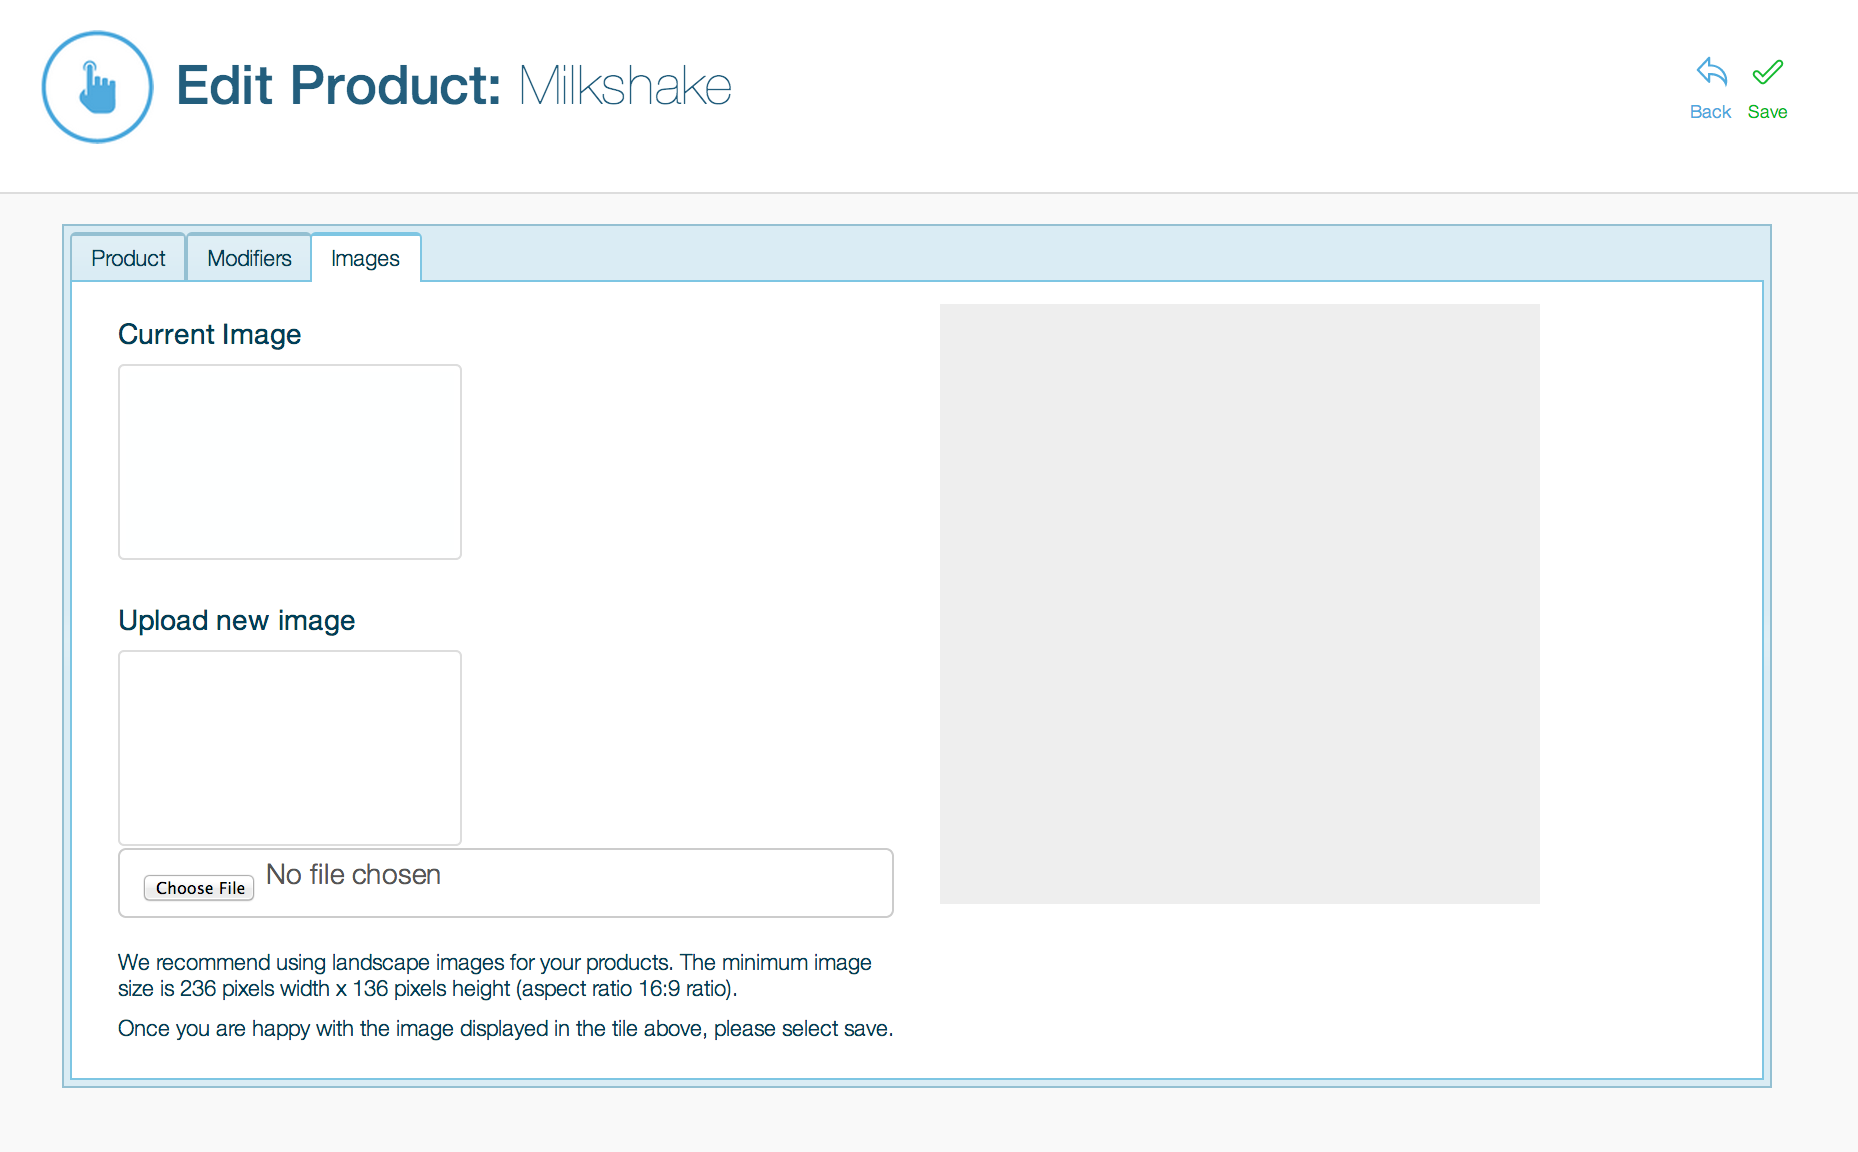 Edit Product: Milkshake
Back Save
Product Modifiers Images
Current Image
Upload new image
Choose File No file chosen
We recommend using landscape images for your products. The minimum image
size is 236 pixels width x 136 pixels height (aspect ratio 16:9 ratio).
Once you are happy with the image displayed in the tile above, please select save.